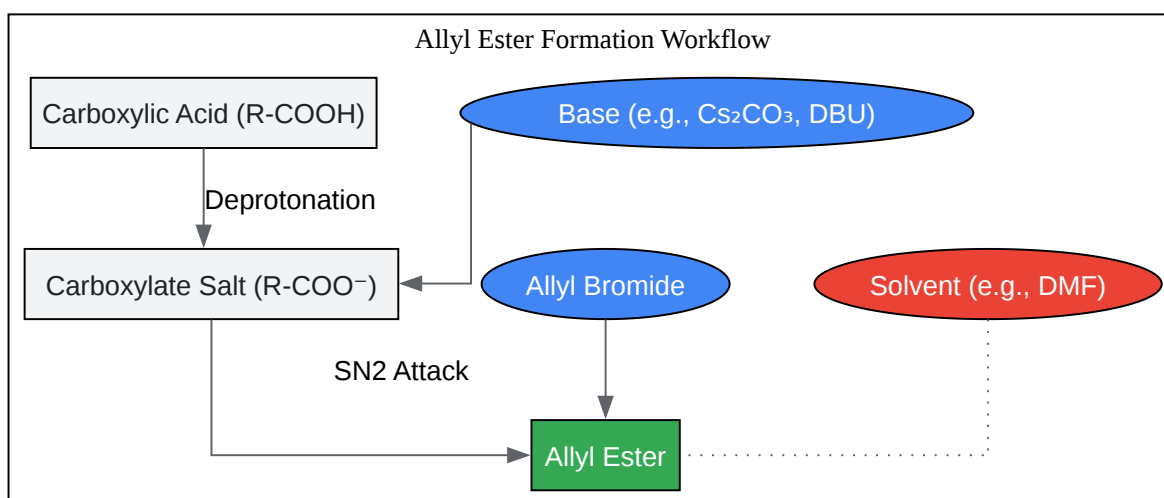 Allyl Ester Formation Workflow
Carboxylic Acid (R-COOH)
Base (e.g., Cs₂CO₃, DBU)
Deprotonation
Carboxylate Salt (R-COO⁻)
Allyl Bromide
Solvent (e.g., DMF)
SN2 Attack
Allyl Ester